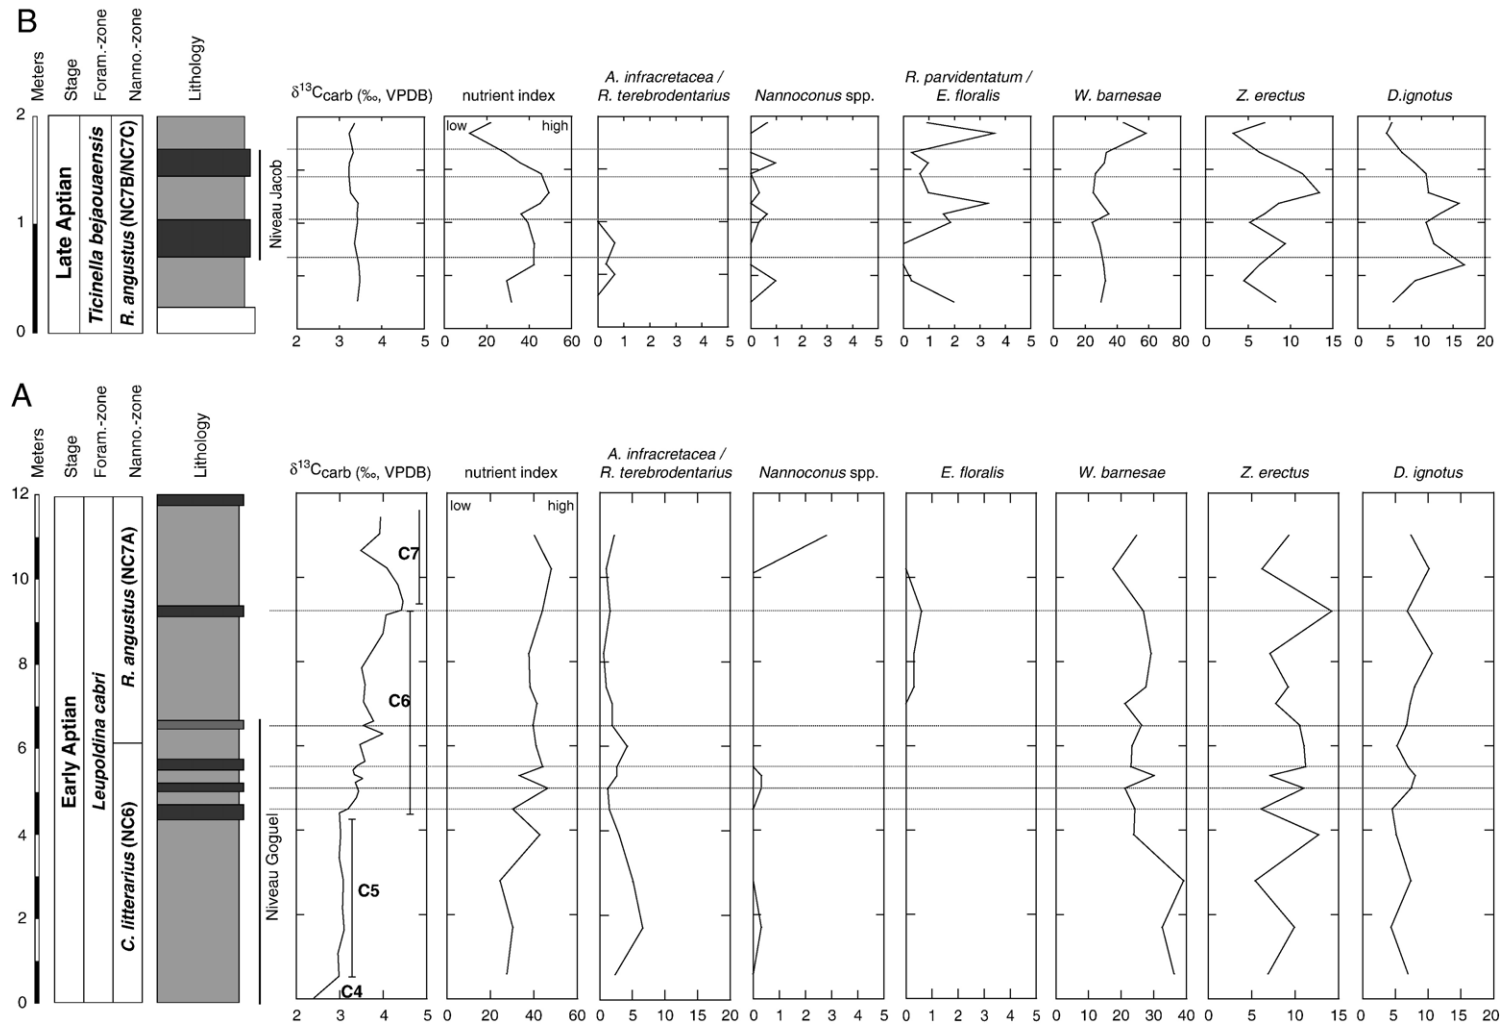 B
Meters
Stage
Foram.-zone
Nanno.-zone
Lithology
δ13Ccarb (‰, VPDB)
nutrient index
A. infracretacea /
R. terebrodentarius
Nannoconus spp.
R. parvidentatum /
E. floralis
W. barnesae
Z. erectus
D.ignotus
low high
2
1
0
Late Aptian
Ticinella bejaouaensis
R. angustus (NC7B/NC7C)
Niveau Jacob
2 3 4 5
0 20 40 60
0 1 2 3 4 5
0 1 2 3 4 5
0 1 2 3 4 5
0 20 40 60 80
0 5 10 15
0 5 10 15 20
A
Meters
Stage
Foram.-zone
Nanno.-zone
Lithology
δ13Ccarb (‰, VPDB)
nutrient index
A. infracretacea /
R. terebrodentarius
Nannoconus spp.
E. floralis
W. barnesae
Z. erectus
D. ignotus
low high
12
10
8
6
4
2
0
Early Aptian
Leupoldina cabri
R. angustus (NC7A)
C. litterarius (NC6)
Niveau Goguel
C7
C6
C5
C4
2 3 4 5
0 20 40 60
0 5 10 15 20
0 1 2 3 4 5
0 1 2 3 4 5
0 10 20 30 40
0 5 10 15
0 5 10 15 20